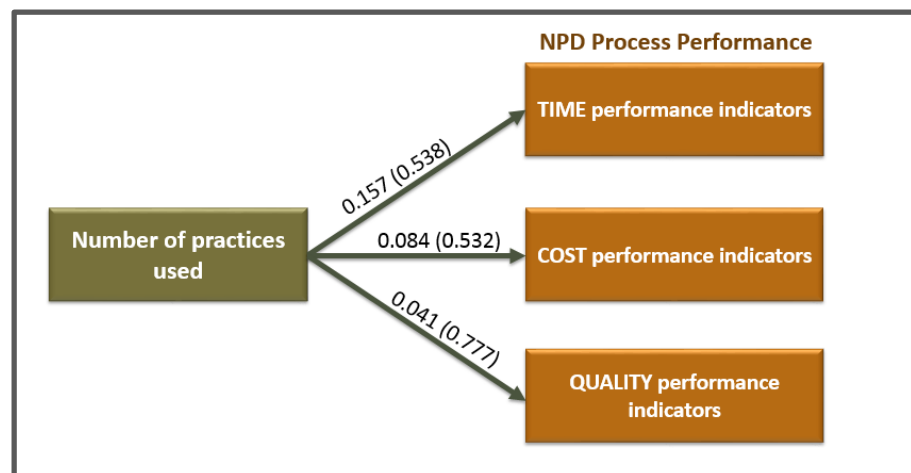 NPD Process Performance
TIME performance indicators
0.157 (0.538)
Number of practices
used
0.084 (0.532)
COST performance indicators
0.041 (0.777)
QUALITY performance
indicators